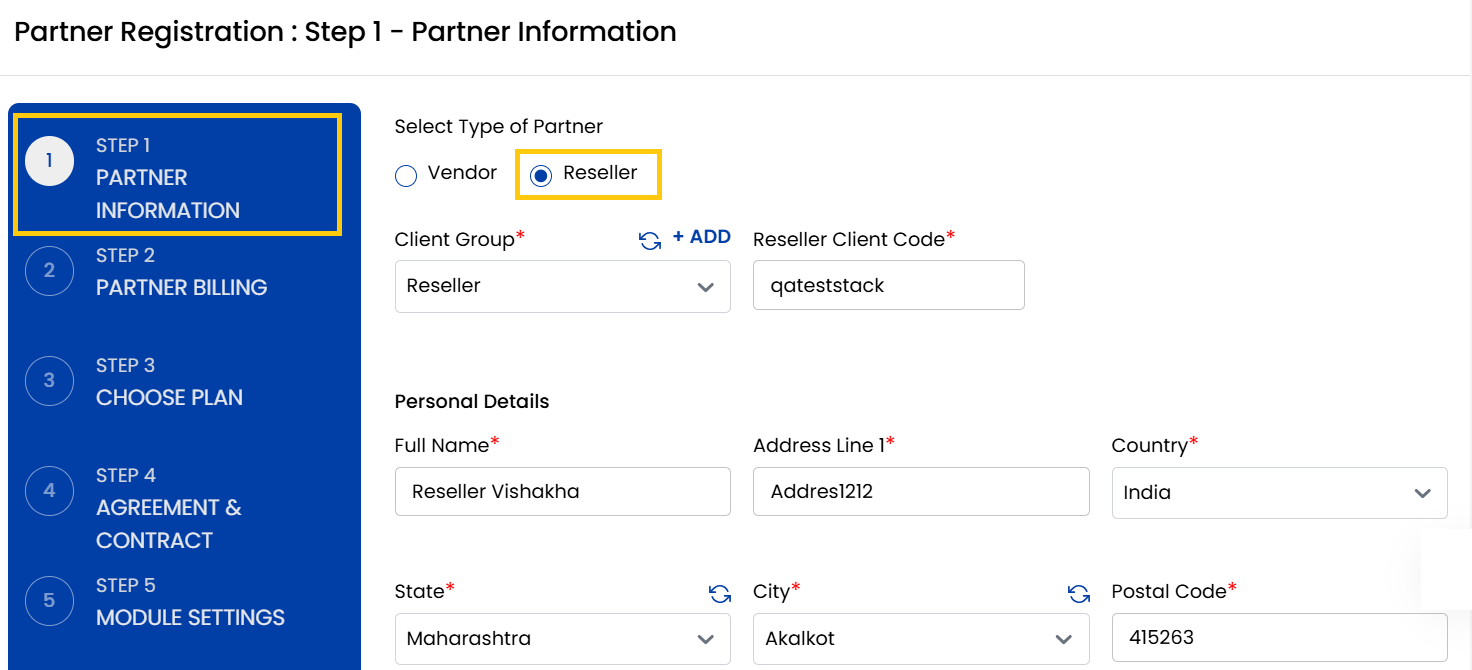 Partner Registration : Step 1 - Partner Information
1
STEP 1
PARTNER
INFORMATION
2
STEP 2
PARTNER BILLING
3
STEP 3
CHOOSE PLAN
4
STEP 4
AGREEMENT &
CONTRACT
5
STEP 5
MODULE SETTINGS
Select Type of Partner
Vendor Reseller
Client Group* + ADD Reseller Client Code*
Reseller qateststack
Personal Details
Full Name* Address Line 1* Country*
Reseller Vishakha Addres1212 India
State* City* Postal Code*
Maharashtra Akalkot 415263